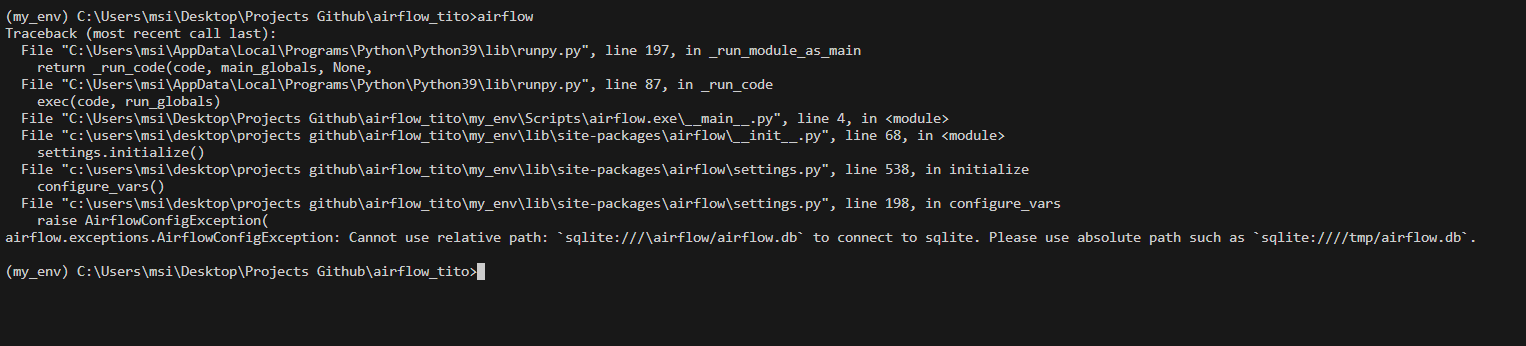 (my_env) C:\Users\msi\Desktop\Projects Github\airflow_tito>airflow
Traceback (most recent call last):
  File "C:\Users\msi\AppData\Local\Programs\Python\Python39\lib\runpy.py", line 197, in _run_module_as_main
    return _run_code(code, main_globals, None,
  File "C:\Users\msi\AppData\Local\Programs\Python\Python39\lib\runpy.py", line 87, in _run_code
    exec(code, run_globals)
  File "C:\Users\msi\Desktop\Projects Github\airflow_tito\my_env\Scripts\airflow.exe\__main__.py", line 4, in <module>
  File "c:\users\msi\desktop\projects github\airflow_tito\my_env\lib\site-packages\airflow\__init__.py", line 68, in <module>
    settings.initialize()
  File "c:\users\msi\desktop\projects github\airflow_tito\my_env\lib\site-packages\airflow\settings.py", line 538, in initialize
    configure_vars()
  File "c:\users\msi\desktop\projects github\airflow_tito\my_env\lib\site-packages\airflow\settings.py", line 198, in configure_vars
    raise AirflowConfigException(
airflow.exceptions.AirflowConfigException: Cannot use relative path: `sqlite:///\airflow/airflow.db` to connect to sqlite. Please use absolute path such as `sqlite:////tmp/airflow.db`.
(my_env) C:\Users\msi\Desktop\Projects Github\airflow_tito>